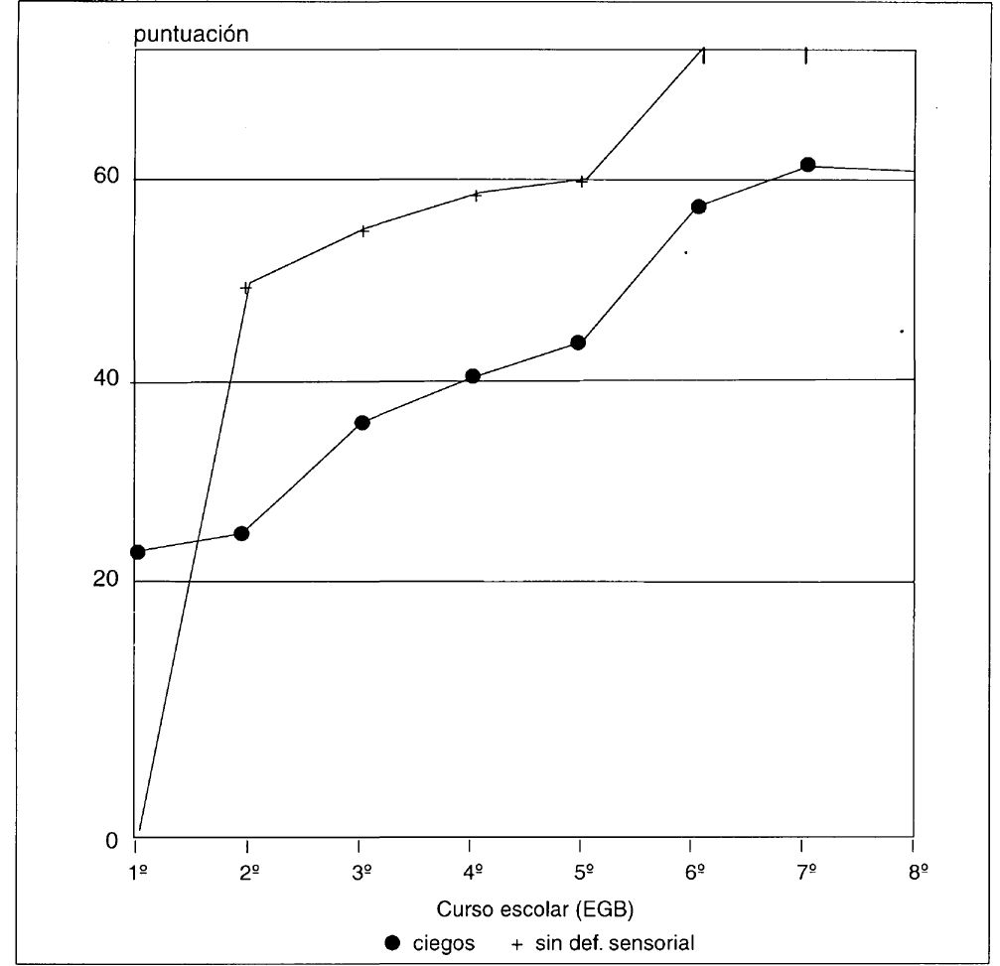 puntuación
60
40
20
0
1º 2º 3º 4º 5º 6º 7º 8º
Curso escolar (EGB)
ciegos + sin def. sensorial